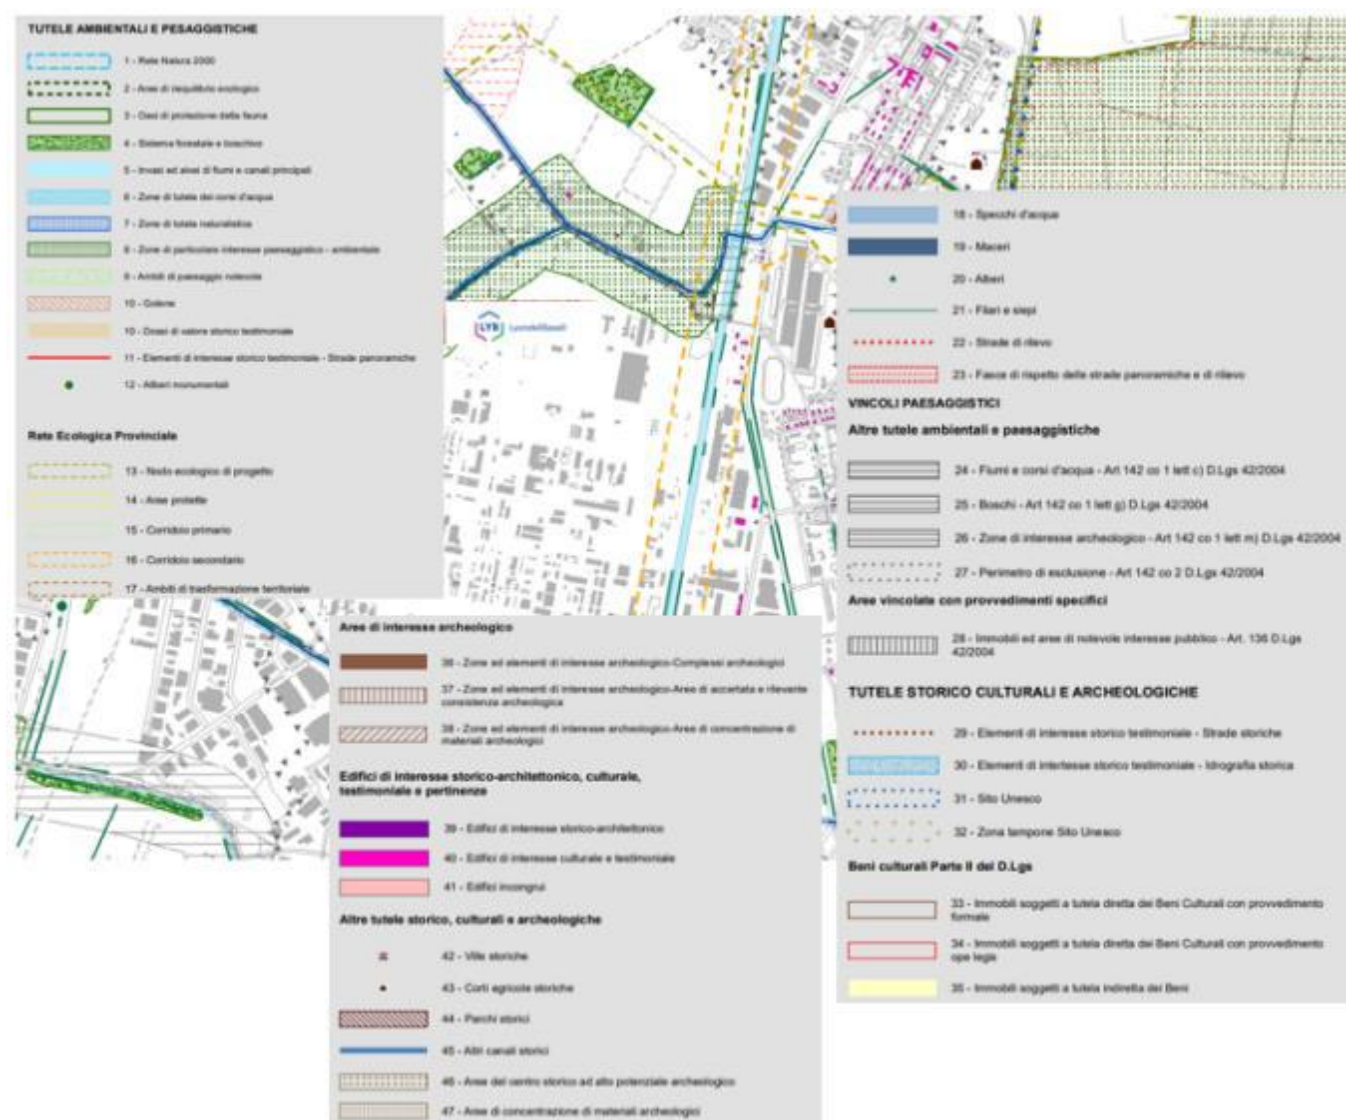 TUTELE AMBIENTALI E PESAGGISTICHE
1 - Rete Natura 2000
2 - Aree di riequilibrio ecologico
3 - Oasi di protezione della fauna
4 - Sistema forestale e boschivo
5 - Invasi ed alvei di fiumi e canali principali
6 - Zone di tutela dei corsi d'acqua
7 - Zone di tutela naturalistica
8 - Zone di particolare interesse paesaggistico - ambientale
9 - Ambiti di paesaggio notevole
10 - Golene
10 - Dossi di valore storico testimoniale
11 - Elementi di interesse storico testimoniale - Strade panoramiche
12 - Alberi monumentali
Rete Ecologica Provinciale
13 - Nodo ecologico di progetto
14 - Aree protette
15 - Corridoio primario
16 - Corridoio secondario
17 - Ambiti di trasformazione territoriale
LYB
18 - Specchi d'acqua
19 - Maceri
20 - Alberi
21 - Filari e siepi
22 - Strade di rilievo
23 - Fasce di rispetto delle strade panoramiche e di rilievo
VINCOLI PAESAGGISTICI
Altre tutele ambientali e paesaggistiche
24 - Fiumi e corsi d'acqua - Art 142 co 1 lett c) D.Lgs 42/2004
25 - Boschi - Art 142 co 1 lett g) D.Lgs 42/2004
26 - Zone di interesse archeologico - Art 142 co 1 lett m) D.Lgs 42/2004
27 - Perimetro di esclusione - Art 142 co 2 D.Lgs 42/2004
Aree vincolate con provvedimenti specifici
28 - Immobili ed aree di notevole interesse pubblico - Art. 136 D.Lgs
42/2004
TUTELE STORICO CULTURALI E ARCHEOLOGICHE
29 - Elementi di interesse storico testimoniale - Strade storiche
30 - Elementi di intertesse storico testimoniale - Idrografia storica
31 - Sito Unesco
32 - Zona tampone Sito Unesco
Beni culturali Parte II del D.Lgs
33 - Immobili soggetti a tutela diretta dei Beni Culturali con provvedimento
formale
34 - Immobili soggetti a tutela diretta dei Beni Culturali con provvedimento
ope legis
35 - Immobili soggetti a tutela indiretta dei Beni
Aree di interesse archeologico
36 - Zone ed elementi di interesse archeologico-Complessi archeologici
37 - Zone ed elementi di interesse archeologico-Area di accertata e rilevante
consistenza archeologica
38 - Zone ed elementi di interesse archeologico-Area di concentrazione di
materiali archeologici
Edifici di interesse storico-architettonico, culturale,
testimoniale e pertinenze
39 - Edifici di interesse storico-architettonico
40 - Edifici di interesse culturale e testimoniale
41 - Edifici incongrui
Altre tutele storico, culturali e archeologiche
42 - Ville storiche
43 - Corti agricole storiche
44 - Parchi storici
45 - Altri canali storici
46 - Aree del centro storico ad alto potenziale archeologico
47 - Aree di concentrazione di materiali archeologici